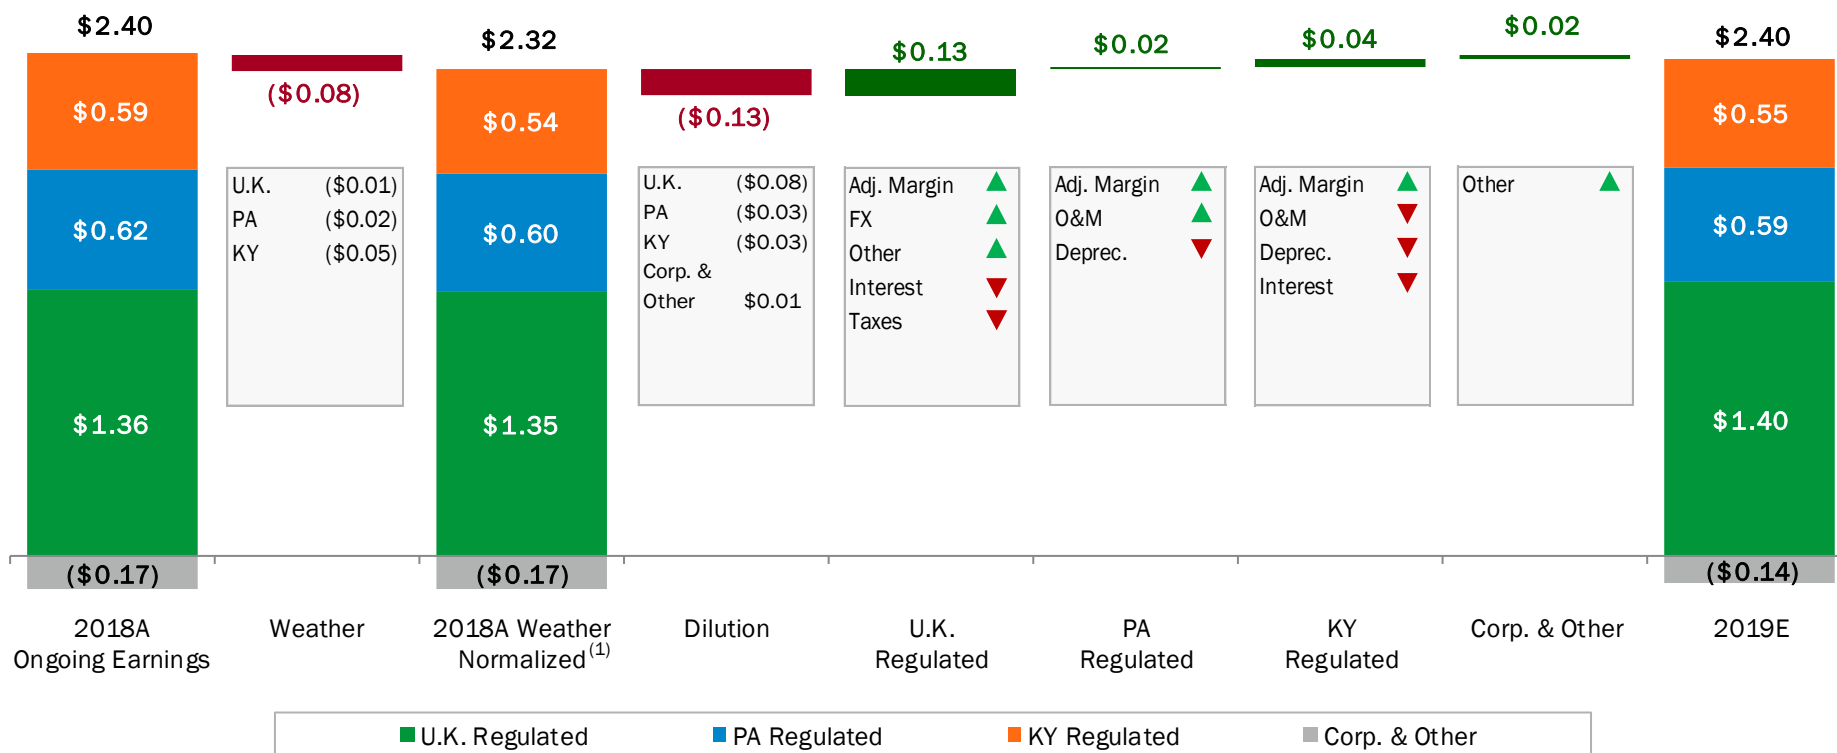 $2.40
$0.59
$0.62
$1.36
($0.17)
2018A
Ongoing Earnings
($0.08)
U.K. ($0.01)
PA ($0.02)
KY ($0.05)
Weather
$2.32
$0.54
$0.60
$1.35
($0.17)
2018A Weather
Normalized(1)
($0.13)
U.K. ($0.08)
PA ($0.03)
KY ($0.03)
Corp. &
Other $0.01
Dilution
$0.13
Adj. Margin ▲
FX ▲
Other ▲
Interest ▼
Taxes ▼
U.K.
Regulated
$0.02
Adj. Margin ▲
O&M ▲
Deprec. ▼
PA
Regulated
$0.04
Adj. Margin ▲
O&M ▼
Deprec. ▼
Interest ▼
KY
Regulated
$0.02
Other ▲
Corp. & Other
$2.40
$0.55
$0.59
$1.40
($0.14)
2019E
U.K. Regulated PA Regulated KY Regulated Corp. & Other